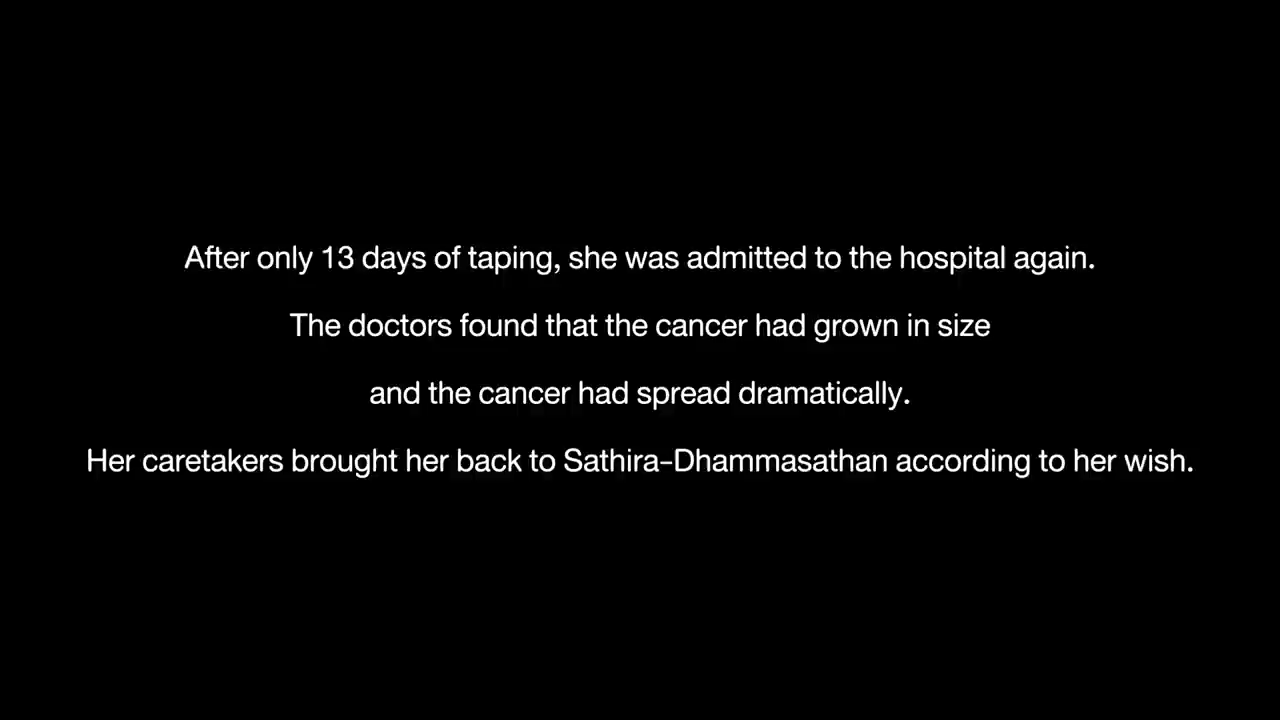 After only 13 days of taping, she was admitted to the hospital again.
The doctors found that the cancer had grown in size
and the cancer had spread dramatically.
Her caretakers brought her back to Sathira-Dhammasathan according to her wish.